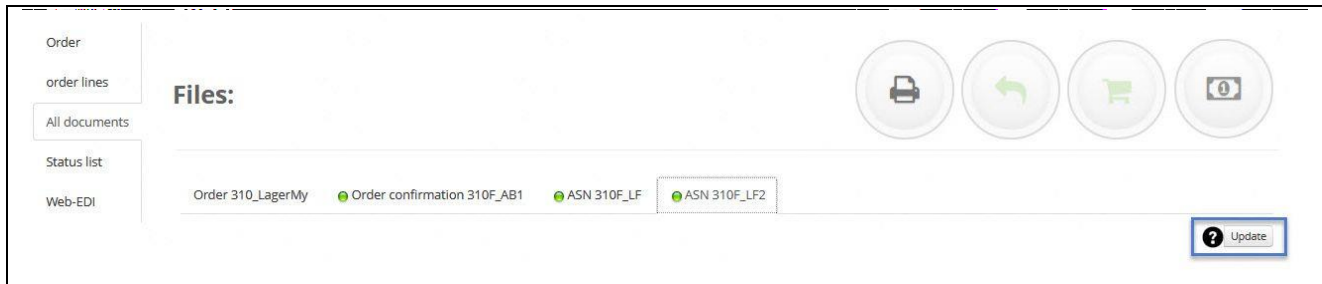 Order
order lines
All documents
Status list
Web-EDI
Files:
Order 310_LagerMy Order confirmation 310F_AB1 ASN 310F_LF ASN 310F_LF2
? Update